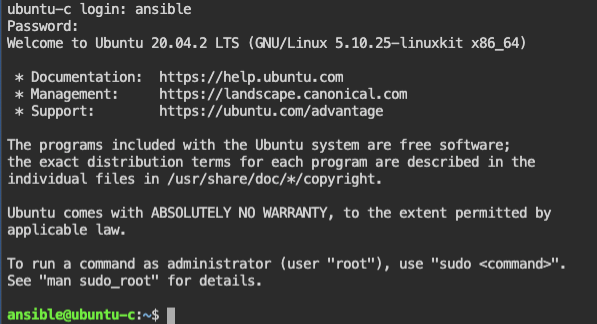 ubuntu-c login: ansible
Password:
Welcome to Ubuntu 20.04.2 LTS (GNU/Linux 5.10.25-linuxkit x86_64)
* Documentation:  https://help.ubuntu.com
* Management:     https://landscape.canonical.com
* Support:        https://ubuntu.com/advantage
The programs included with the Ubuntu system are free software;
the exact distribution terms for each program are described in the
individual files in /usr/share/doc/*/copyright.
Ubuntu comes with ABSOLUTELY NO WARRANTY, to the extent permitted by
applicable law.
To run a command as administrator (user "root"), use "sudo <command>".
See "man sudo_root" for details.
ansible@ubuntu-c:~$